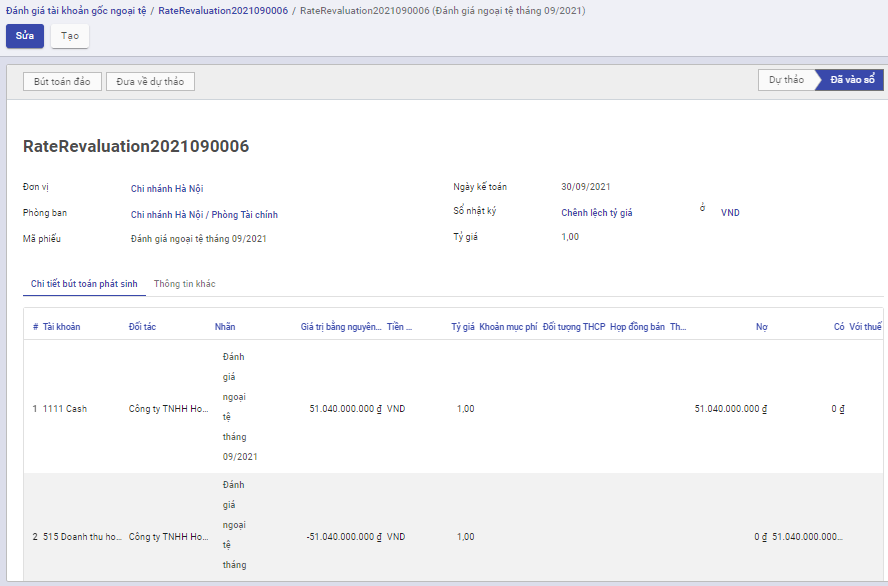 Đánh giá tài khoản gốc ngoại tệ / RateRevaluation2021090006 / RateRevaluation2021090006 (Đánh giá ngoại tệ tháng 09/2021)
Sửa Tạo
Bút toán đảo Đưa về dự thảo Dự thảo Đã vào sổ
RateRevaluation2021090006
Đơn vị Chi nhánh Hà Nội Ngày kế toán 30/09/2021
Phòng ban Chi nhánh Hà Nội / Phòng Tài chính Sổ nhật ký Chênh lệch tỷ giá ở VND
Mã phiếu Đánh giá ngoại tệ tháng 09/2021 Tỷ giá 1,00
Chi tiết bút toán phát sinh Thông tin khác
# Tài khoản Đối tác Nhãn Giá trị bằng nguyên... Tiền ... Tỷ giá Khoản mục phí Đối tượng THCP Hợp đồng bán Th... Nợ Có Với thuế
Đánh
giá
ngoại
1 1111 Cash Công ty TNHH Ho... tệ 51.040.000.000 ₫ VND 1,00 51.040.000.000 ₫ 0 ₫
tháng
09/2021
Đánh
giá
ngoại
2 515 Doanh thu ho... Công ty TNHH Ho... tệ -51.040.000.000 ₫ VND 1,00 0 ₫ 51.040.000.000...
tháng